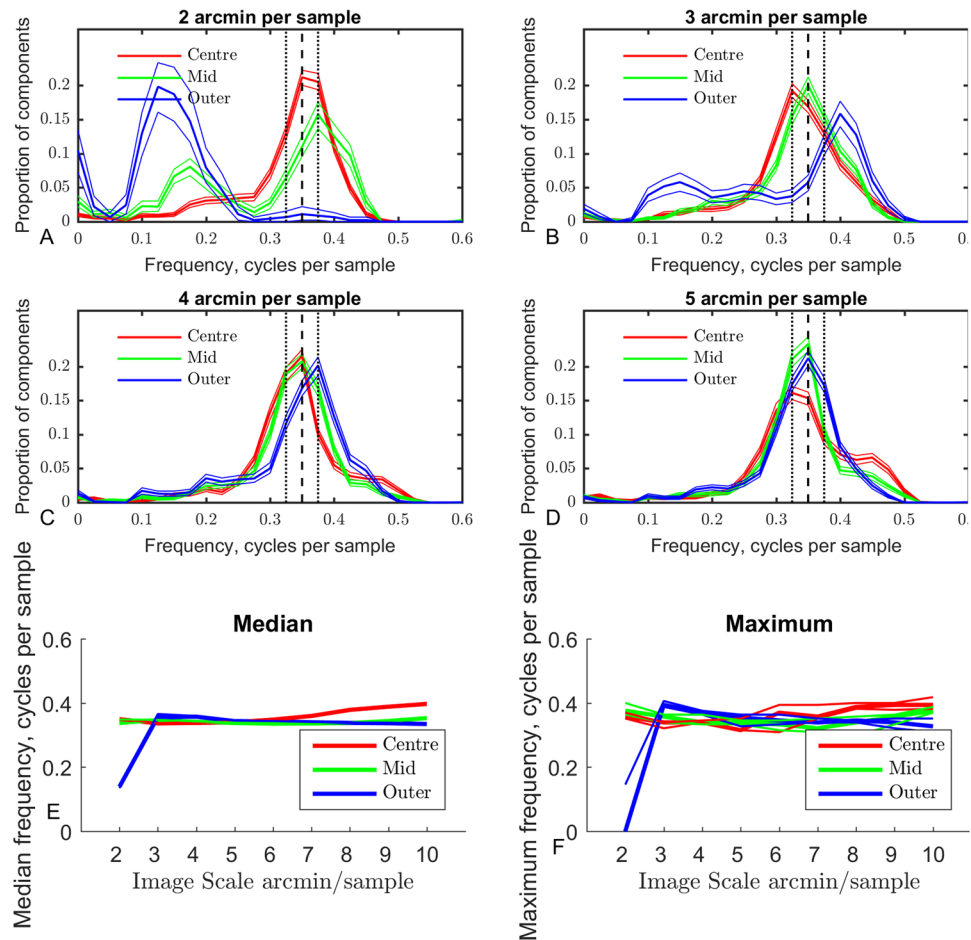 2 arcmin per sample
Proportion of components
0.2
0.15
0.1
0.05
0
Centre
Mid
Outer
A
0 0.1 0.2 0.3 0.4 0.5 0.6
Frequency, cycles per sample
3 arcmin per sample
Proportion of components
0.2
0.15
0.1
0.05
0
Centre
Mid
Outer
B
0 0.1 0.2 0.3 0.4 0.5
Frequency, cycles per sample
4 arcmin per sample
Proportion of components
0.2
0.15
0.1
0.05
0
Centre
Mid
Outer
C
0 0.1 0.2 0.3 0.4 0.5 0.6
Frequency, cycles per sample
5 arcmin per sample
Proportion of components
0.2
0.15
0.1
0.05
0
Centre
Mid
Outer
D
0 0.1 0.2 0.3 0.4 0.5
Frequency, cycles per sample
Median
Median frequency, cycles per sample
0.6
0.4
0.2
0
Centre
Mid
Outer
E
2 3 4 5 6 7 8 9 10
Image Scale arcmin/sample
Maximum
Maximum frequency, cycles per sample
0.6
0.4
0.2
0
Centre
Mid
Outer
F
2 3 4 5 6 7 8 9 10
Image Scale arcmin/sample